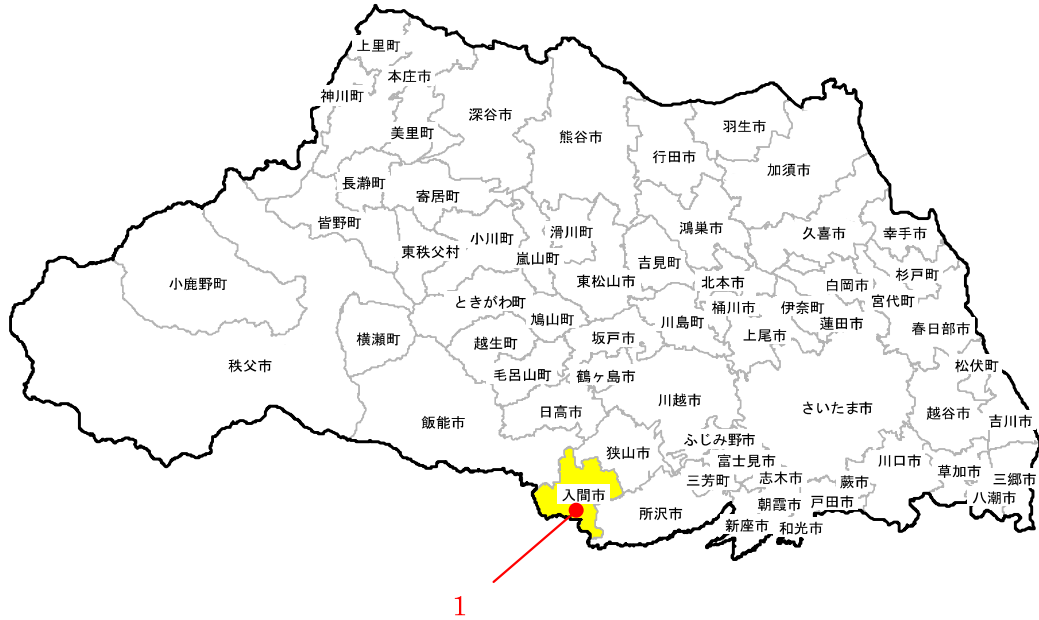 上里町
本庄市
神川町
深谷市
美里町
熊谷市
羽生市
行田市
加須市
長瀞町
寄居町
皆野町
東秩父村
小川町
滑川町
嵐山町
鴻巣市
久喜市
幸手市
吉見町
小鹿野町
東松山市
北本市
白岡市
杉戸町
ときがわ町
鳩山町
川島町
桶川市
伊奈町
宮代町
蓮田市
春日部市
横瀬町
越生町
坂戸市
上尾市
秩父市
毛呂山町
鶴ヶ島市
松伏町
日高市
川越市
さいたま市
越谷市
吉川市
飯能市
ふじみ野市
狭山市
富士見市
川口市
三芳町
志木市
蕨市
草加市
三郷市
入間市
朝霞市
戸田市
八潮市
所沢市
新座市
和光市
1